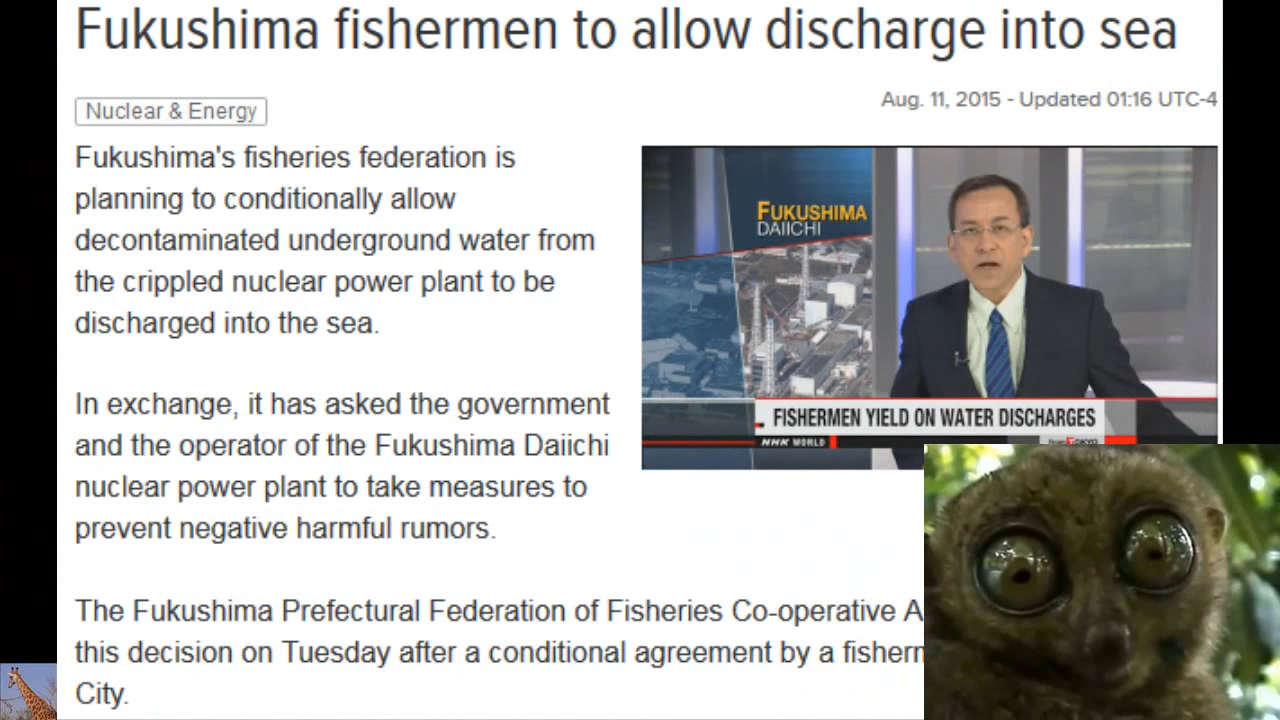 Fukushima fishermen to allow discharge into sea
Nuclear & Energy
Aug. 11, 2015 - Updated 01:16 UTC-4
Fukushima's fisheries federation is
planning to conditionally allow
decontaminated underground water from
the crippled nuclear power plant to be
discharged into the sea.
In exchange, it has asked the government
and the operator of the Fukushima Daiichi
nuclear power plant to take measures to
prevent negative harmful rumors.
FUKUSHIMA
DAIICHI
FISHERMEN YIELD ON WATER DISCHARGES
NHK WORLD
The Fukushima Prefectural Federation of Fisheries Co-operative A
this decision on Tuesday after a conditional agreement by a fisherm
City.